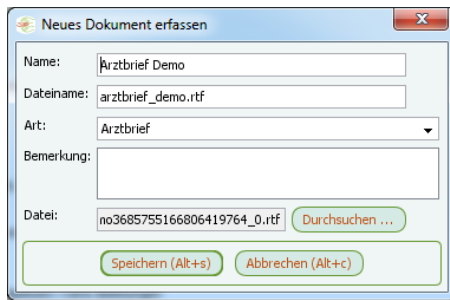 Neues Dokument erfassen
Name: Arztbrief Demo
Dateiname: arztbrief_demo.rtf
Art: Arztbrief
Bemerkung:
Datei: no3685755166806419764_0.rtf Durchsuchen ...
Speichern (Alt+s) Abbrechen (Alt+c)